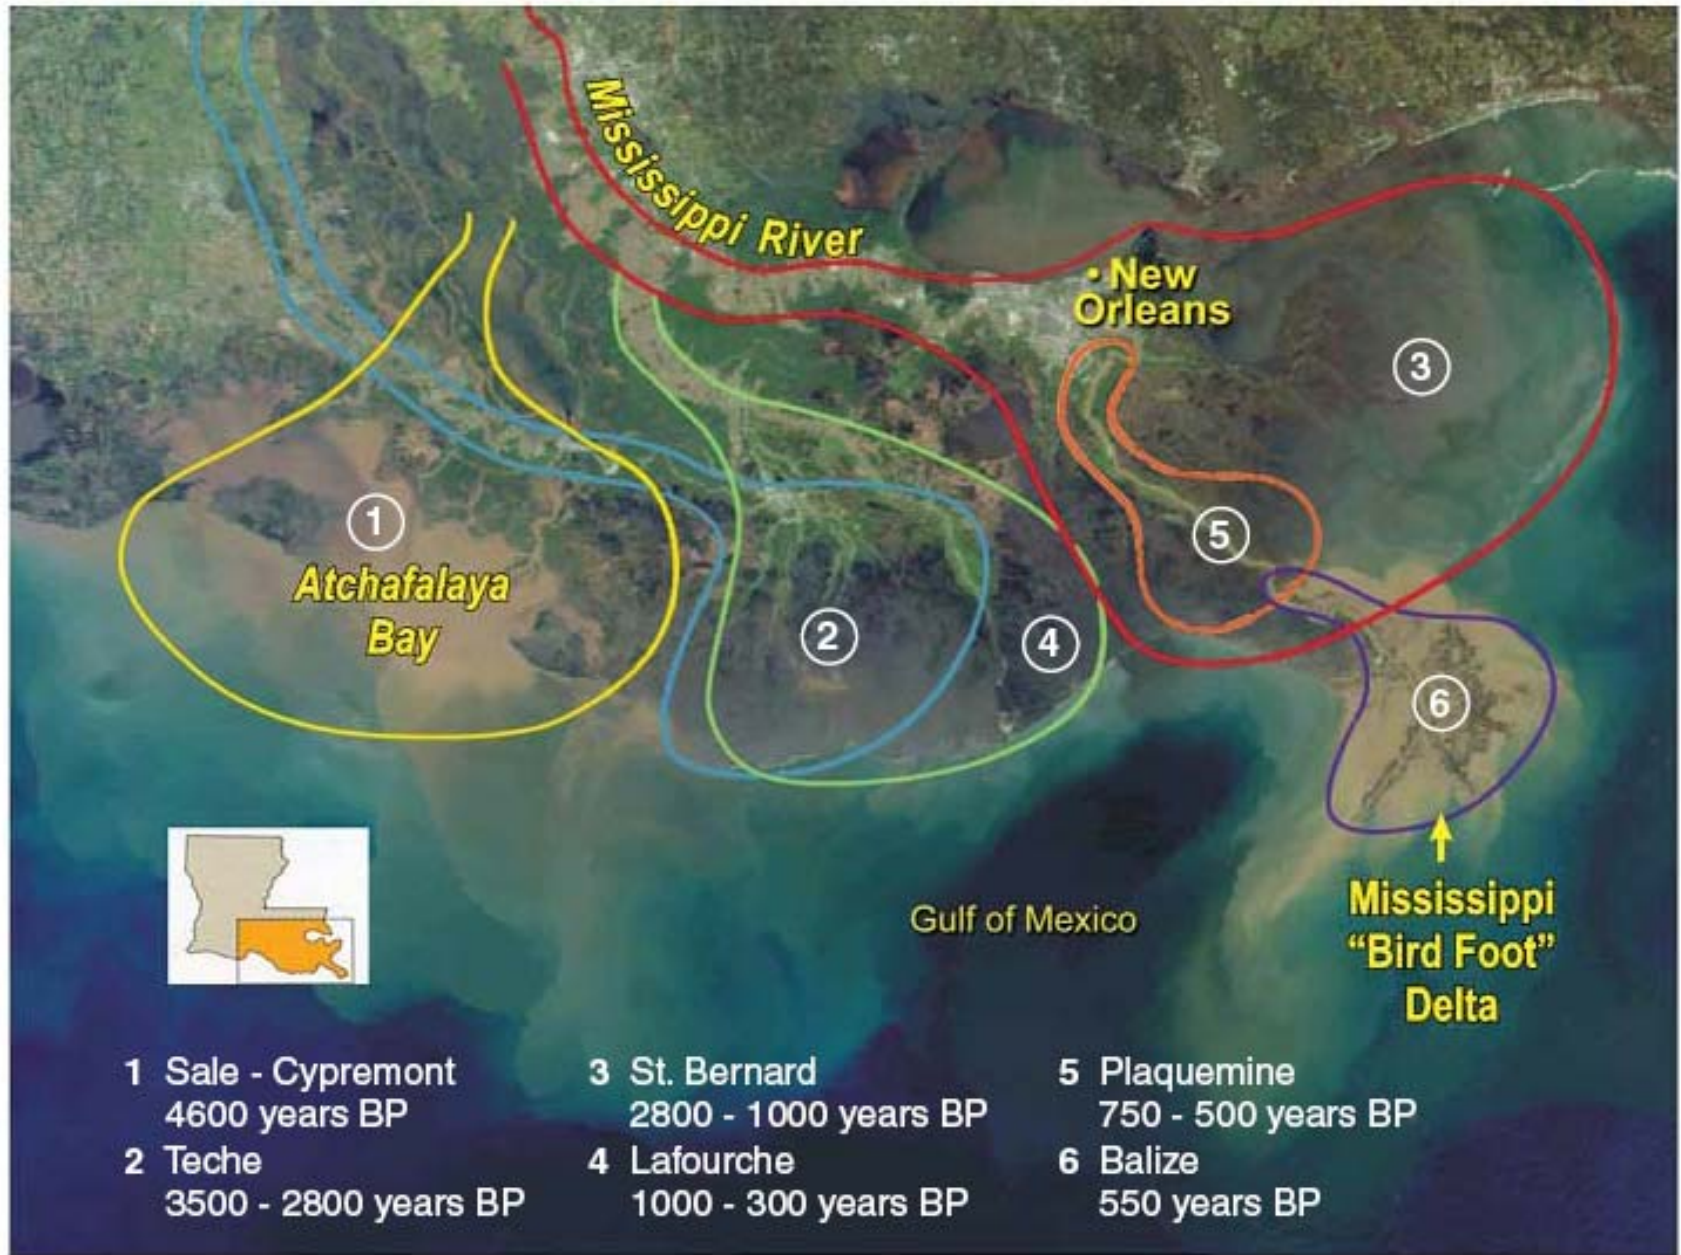 Mississippi River
• New
Orleans
3
1
5
Atchafalaya
Bay
2
4
6
Gulf of Mexico
Mississippi
“Bird Foot”
Delta
1 Sale - Cypremont
4600 years BP
2 Teche
3500 - 2800 years BP
3 St. Bernard
2800 - 1000 years BP
4 Lafourche
1000 - 300 years BP
5 Plaquemine
750 - 500 years BP
6 Balize
550 years BP